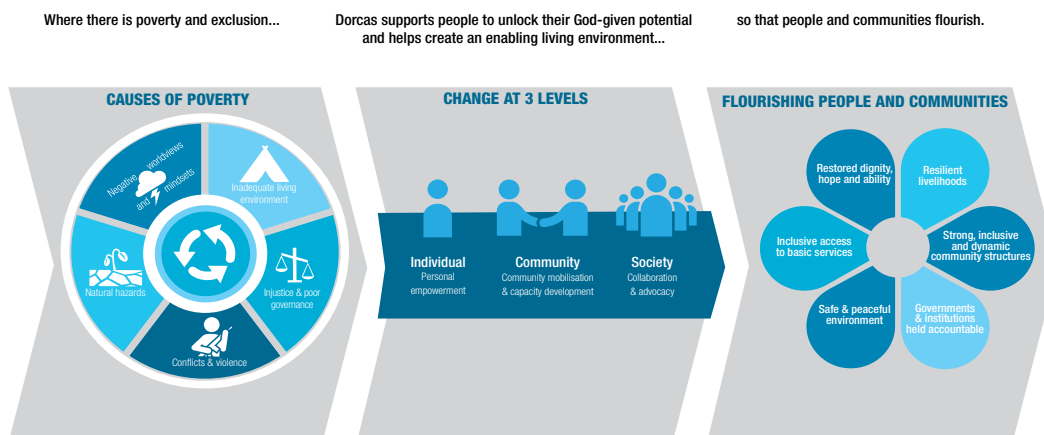 Where there is poverty and exclusion...
Dorcas supports people to unlock their God-given potential
and helps create an enabling living environment...
so that people and communities flourish.
CAUSES OF POVERTY
Negative worldviews
and mindsets
Inadequate living
environment
Natural hazards
Injustice & poor
governance
Conflicts & violence
CHANGE AT 3 LEVELS
Individual
Personal
empowerment
Community
Community mobilisation
& capacity development
Society
Collaboration
& advocacy
FLOURISHING PEOPLE AND COMMUNITIES
Restored dignity,
hope and ability
Resilient
livelihoods
Inclusive access
to basic services
Strong, inclusive
and dynamic
community structures
Safe & peaceful
environment
Governments
& institutions
held accountable